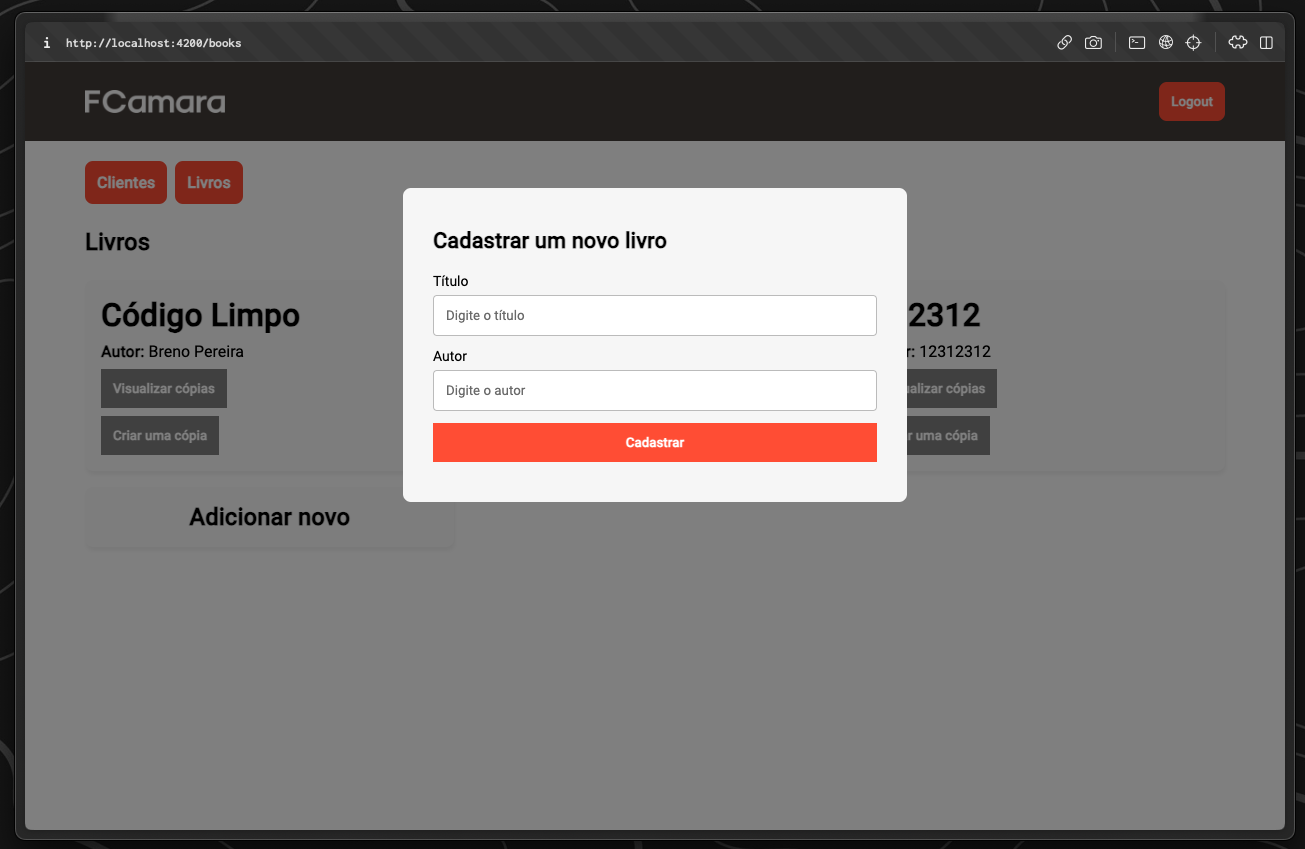 i http://localhost:4200/books
FCamara
Logout
Clientes Livros
Livros
Código Limpo
Autor: Breno Pereira
Visualizar cópias
Criar uma cópia
Cadastrar um novo livro
Título
Digite o título
Autor
Digite o autor
Cadastrar
2312
r: 12312312
alizar cópias
r uma cópia
Adicionar novo